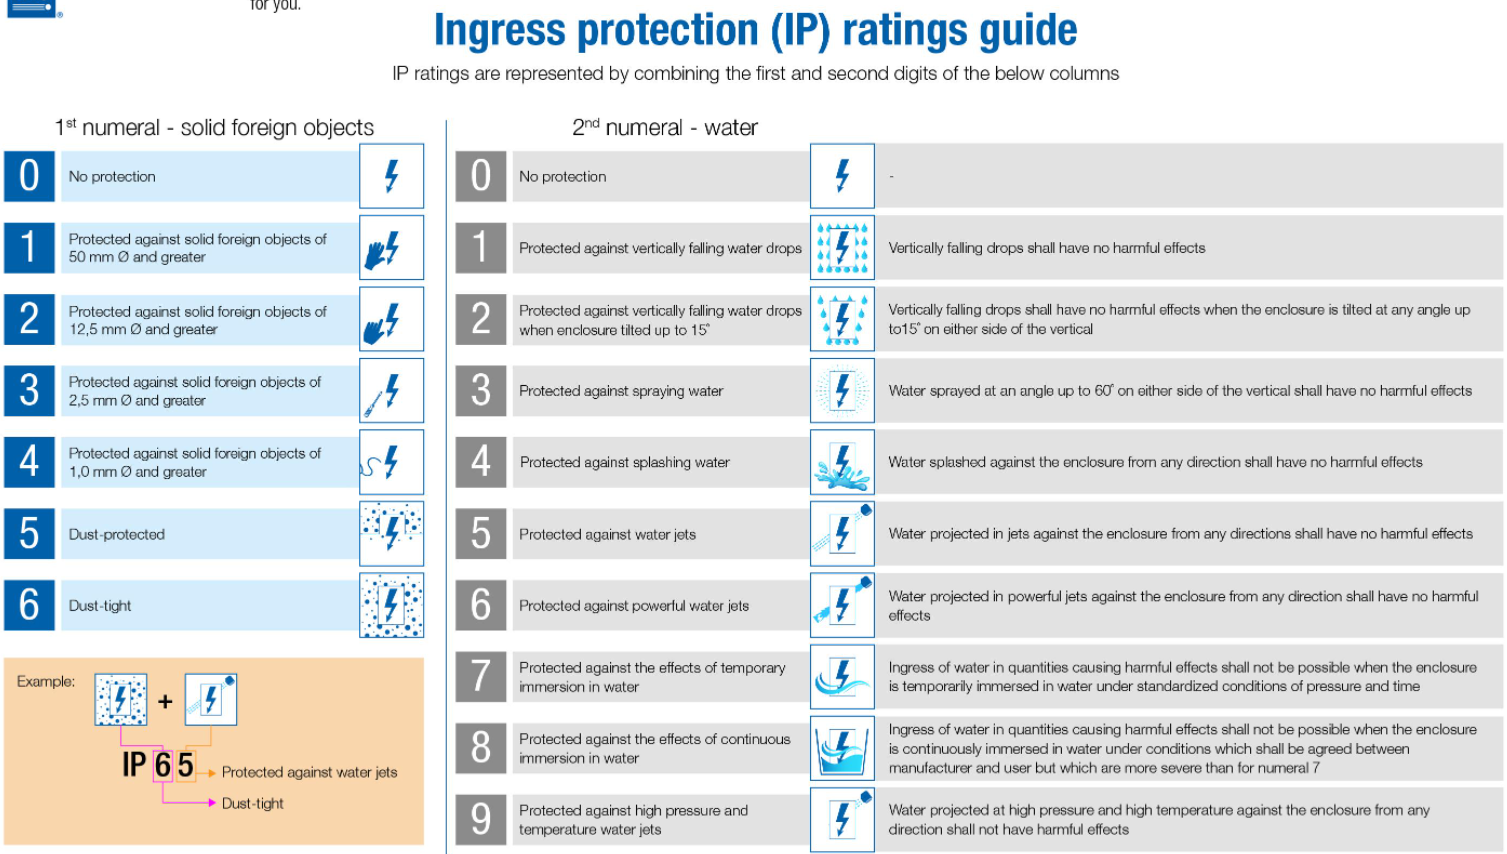 for you.
®
Ingress protection (IP) ratings guide
IP ratings are represented by combining the first and second digits of the below columns
1st numeral - solid foreign objects
0
No protection
1
Protected against solid foreign objects of
50 mm Ø and greater
2
Protected against solid foreign objects of
12,5 mm Ø and greater
3
Protected against solid foreign objects of
2,5 mm Ø and greater
4
Protected against solid foreign objects of
1,0 mm Ø and greater
5
Dust-protected
6
Dust-tight
Example:
+
IP 6 5
Protected against water jets
Dust-tight
2nd numeral - water
0
No protection
-
1
Protected against vertically falling water drops
Vertically falling drops shall have no harmful effects
2
Protected against vertically falling water drops
when enclosure tilted up to 15°
Vertically falling drops shall have no harmful effects when the enclosure is tilted at any angle up
to15° on either side of the vertical
3
Protected against spraying water
Water sprayed at an angle up to 60° on either side of the vertical shall have no harmful effects
4
Protected against splashing water
Water splashed against the enclosure from any direction shall have no harmful effects
5
Protected against water jets
Water projected in jets against the enclosure from any directions shall have no harmful effects
6
Protected against powerful water jets
Water projected in powerful jets against the enclosure from any direction shall have no harmful
effects
7
Protected against the effects of temporary
immersion in water
Ingress of water in quantities causing harmful effects shall not be possible when the enclosure
is temporarily immersed in water under standardized conditions of pressure and time
8
Protected against the effects of continuous
immersion in water
Ingress of water in quantities causing harmful effects shall not be possible when the enclosure
is continuously immersed in water under conditions which shall be agreed between
manufacturer and user but which are more severe than for numeral 7
9
Protected against high pressure and
temperature water jets
Water projected at high pressure and high temperature against the enclosure from any
direction shall not have harmful effects